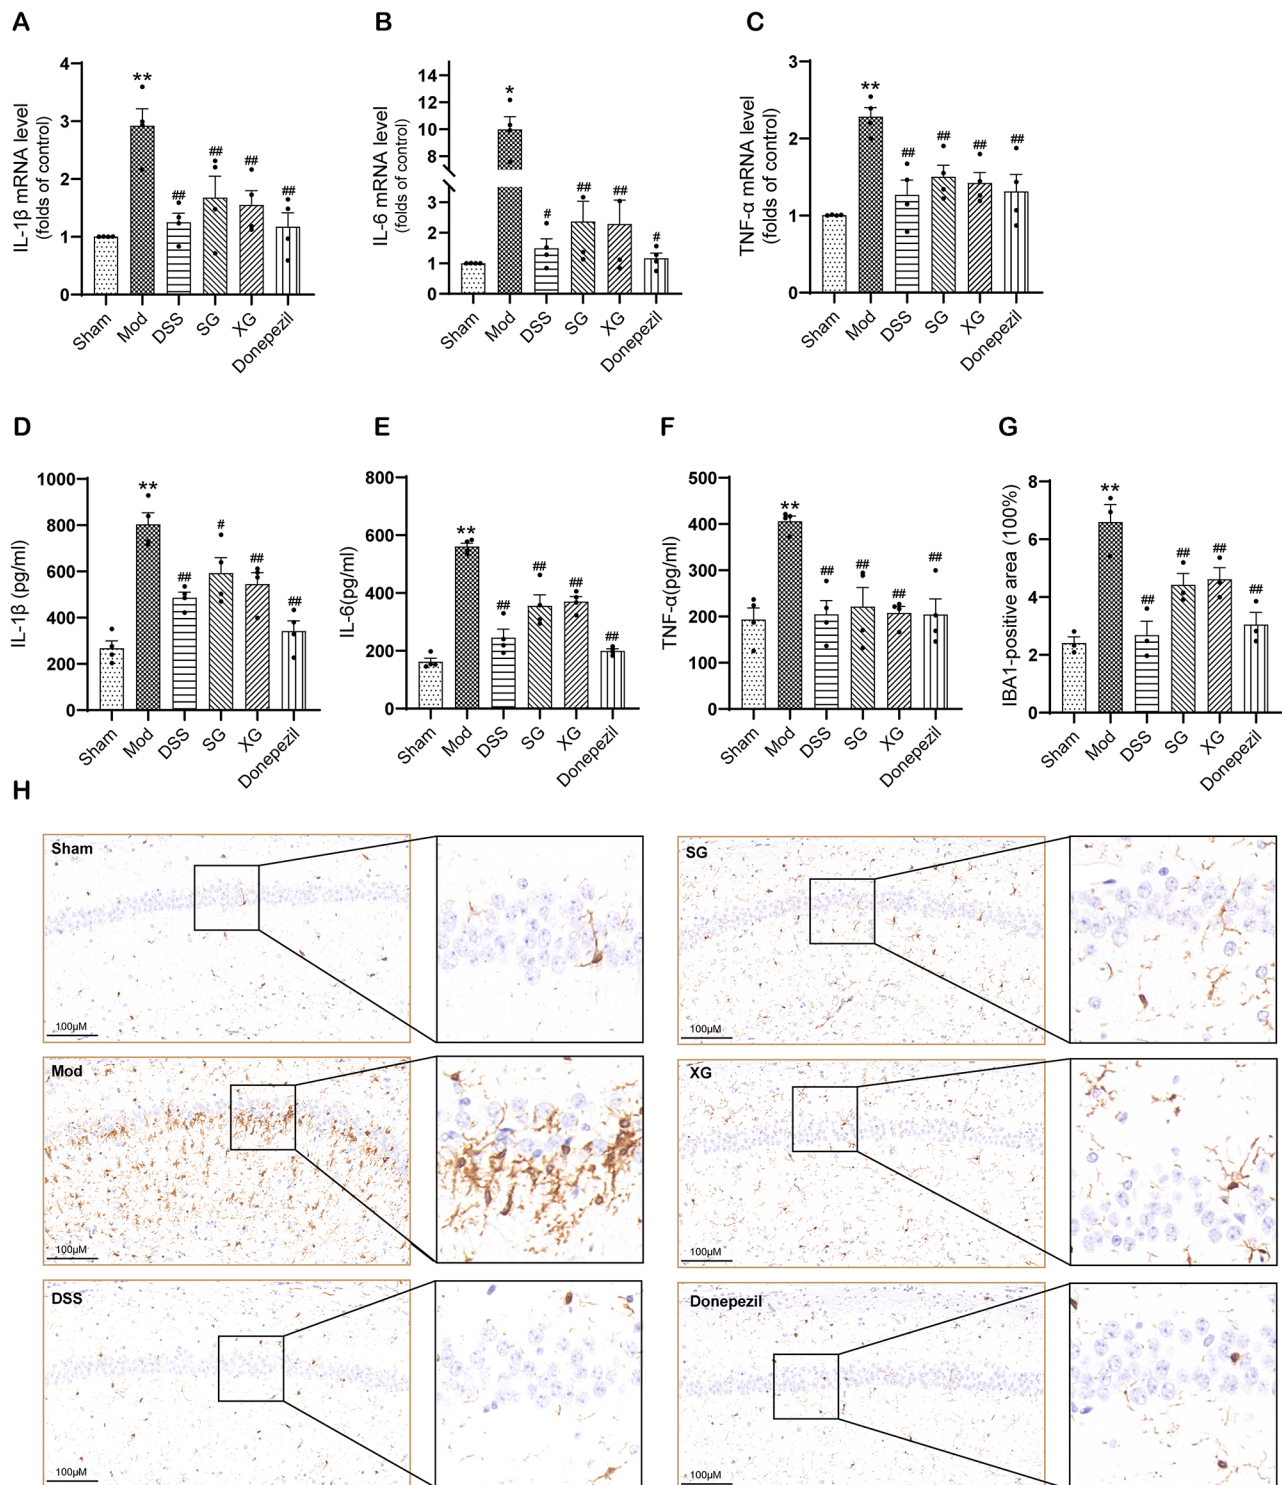 A
IL-1β mRNA level
(folds of control)
4
3
2
1
0
**
##
##
##
##
Sham
Mod
DSS
SG
XG
Donepezil
B
IL-6 mRNA level
(folds of control)
14
12
10
8
3
2
1
0
*
#
##
##
#
Sham
Mod
DSS
SG
XG
Donepezil
C
TNF-α mRNA level
(folds of control)
3
2
1
0
**
##
##
##
##
Sham
Mod
DSS
SG
XG
Donepezil
D
IL-1β (pg/ml)
1000
800
600
400
200
0
**
##
#
##
##
Sham
Mod
DSS
SG
XG
Donepezil
E
IL-6(pg/ml)
800
600
400
200
0
**
##
##
##
##
Sham
Mod
DSS
SG
XG
Donepezil
F
TNF-α(pg/ml)
500
400
300
200
100
0
**
##
##
##
##
Sham
Mod
DSS
SG
XG
Donepezil
G
IBA1-positive area (100%)
8
6
4
2
0
**
##
##
##
##
Sham
Mod
DSS
SG
XG
Donepezil
H
Sham
100μM
SG
100μM
Mod
100μM
XG
100μM
DSS
100μM
Donepezil
100μM